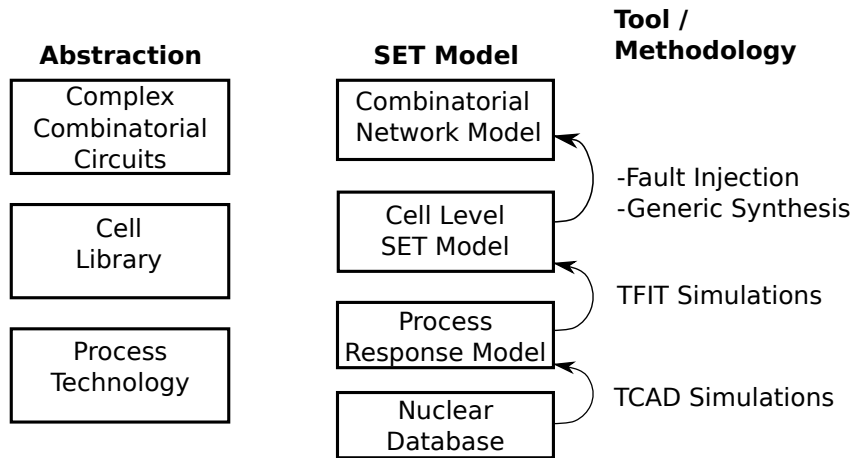 Abstraction
Complex
Combinatorial
Circuits
Cell
Library
Process
Technology
SET Model
Combinatorial
Network Model
Cell Level
SET Model
Process
Response Model
Nuclear
Database
Tool /
Methodology
-Fault Injection
-Generic Synthesis
TFIT Simulations
TCAD Simulations